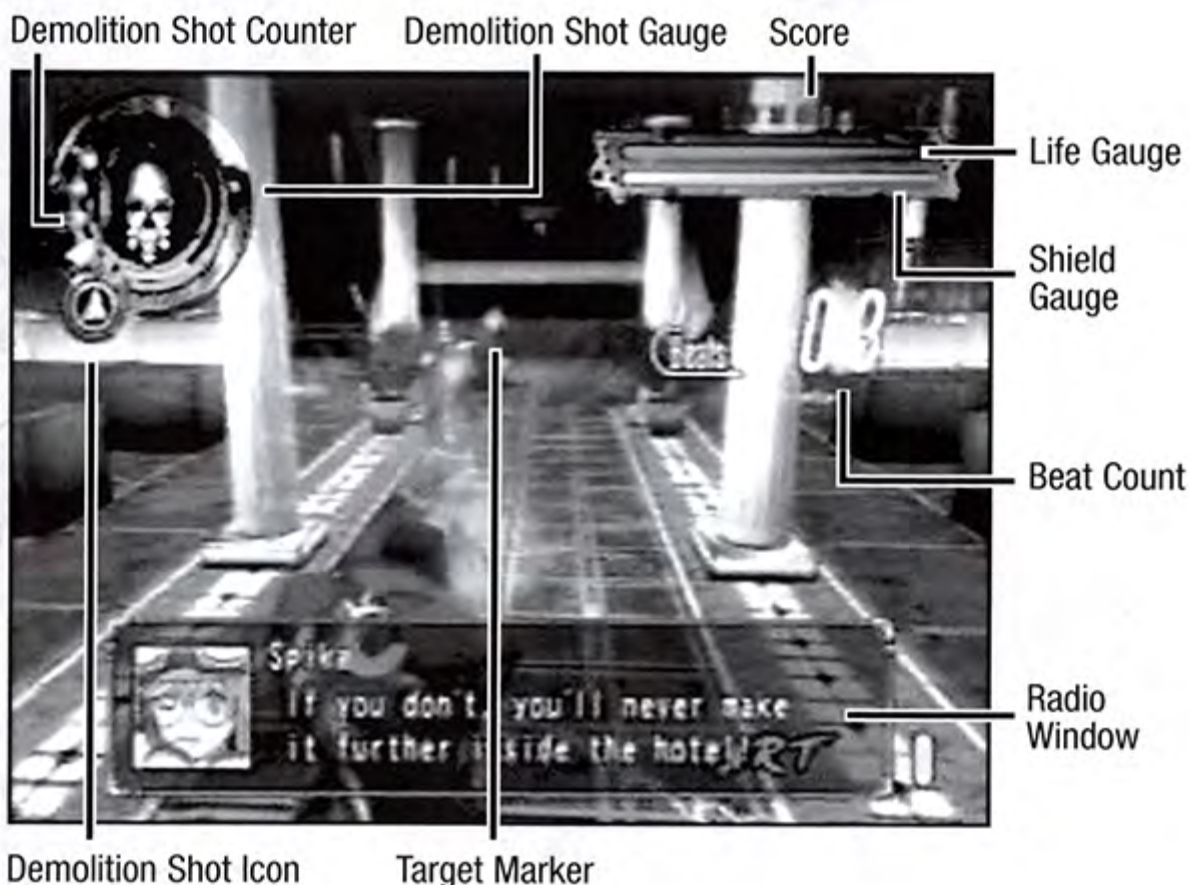 Demolition Shot Counter
Demolition Shot Gauge
Score
Life Gauge
Shield
Gauge
Beats
03
Beat Count
Spika
If you don't, you'll never make
it further inside the hotel!
RT
Radio
Window
Demolition Shot Icon
Target Marker